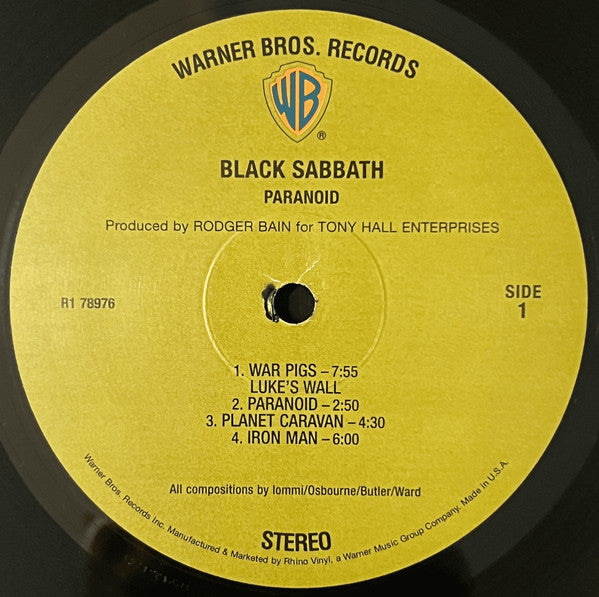 WARNER BROS. RECORDS
WB
®
BLACK SABBATH
PARANOID
Produced by RODGER BAIN for TONY HALL ENTERPRISES
R1 78976
SIDE
1
1. WAR PIGS – 7:55
LUKE'S WALL
2. PARANOID – 2:50
3. PLANET CARAVAN – 4:30
4. IRON MAN – 6:00
All compositions by Iommi/Osbourne/Butler/Ward
STEREO
Warner Bros. Records Inc. Manufactured & Marketed by Rhino Vinyl, a Warner Music Group Company. Made in U.S.A.